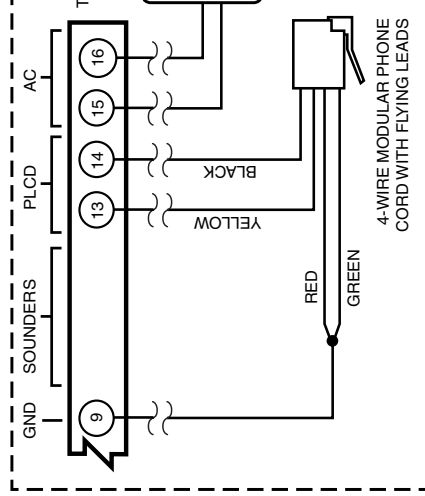 T
AC
PLCD
SOUNDERS
GND
16
15
14
13
9
BLACK
YELLOW
RED
GREEN
4-WIRE MODULAR PHONE
CORD WITH FLYING LEADS